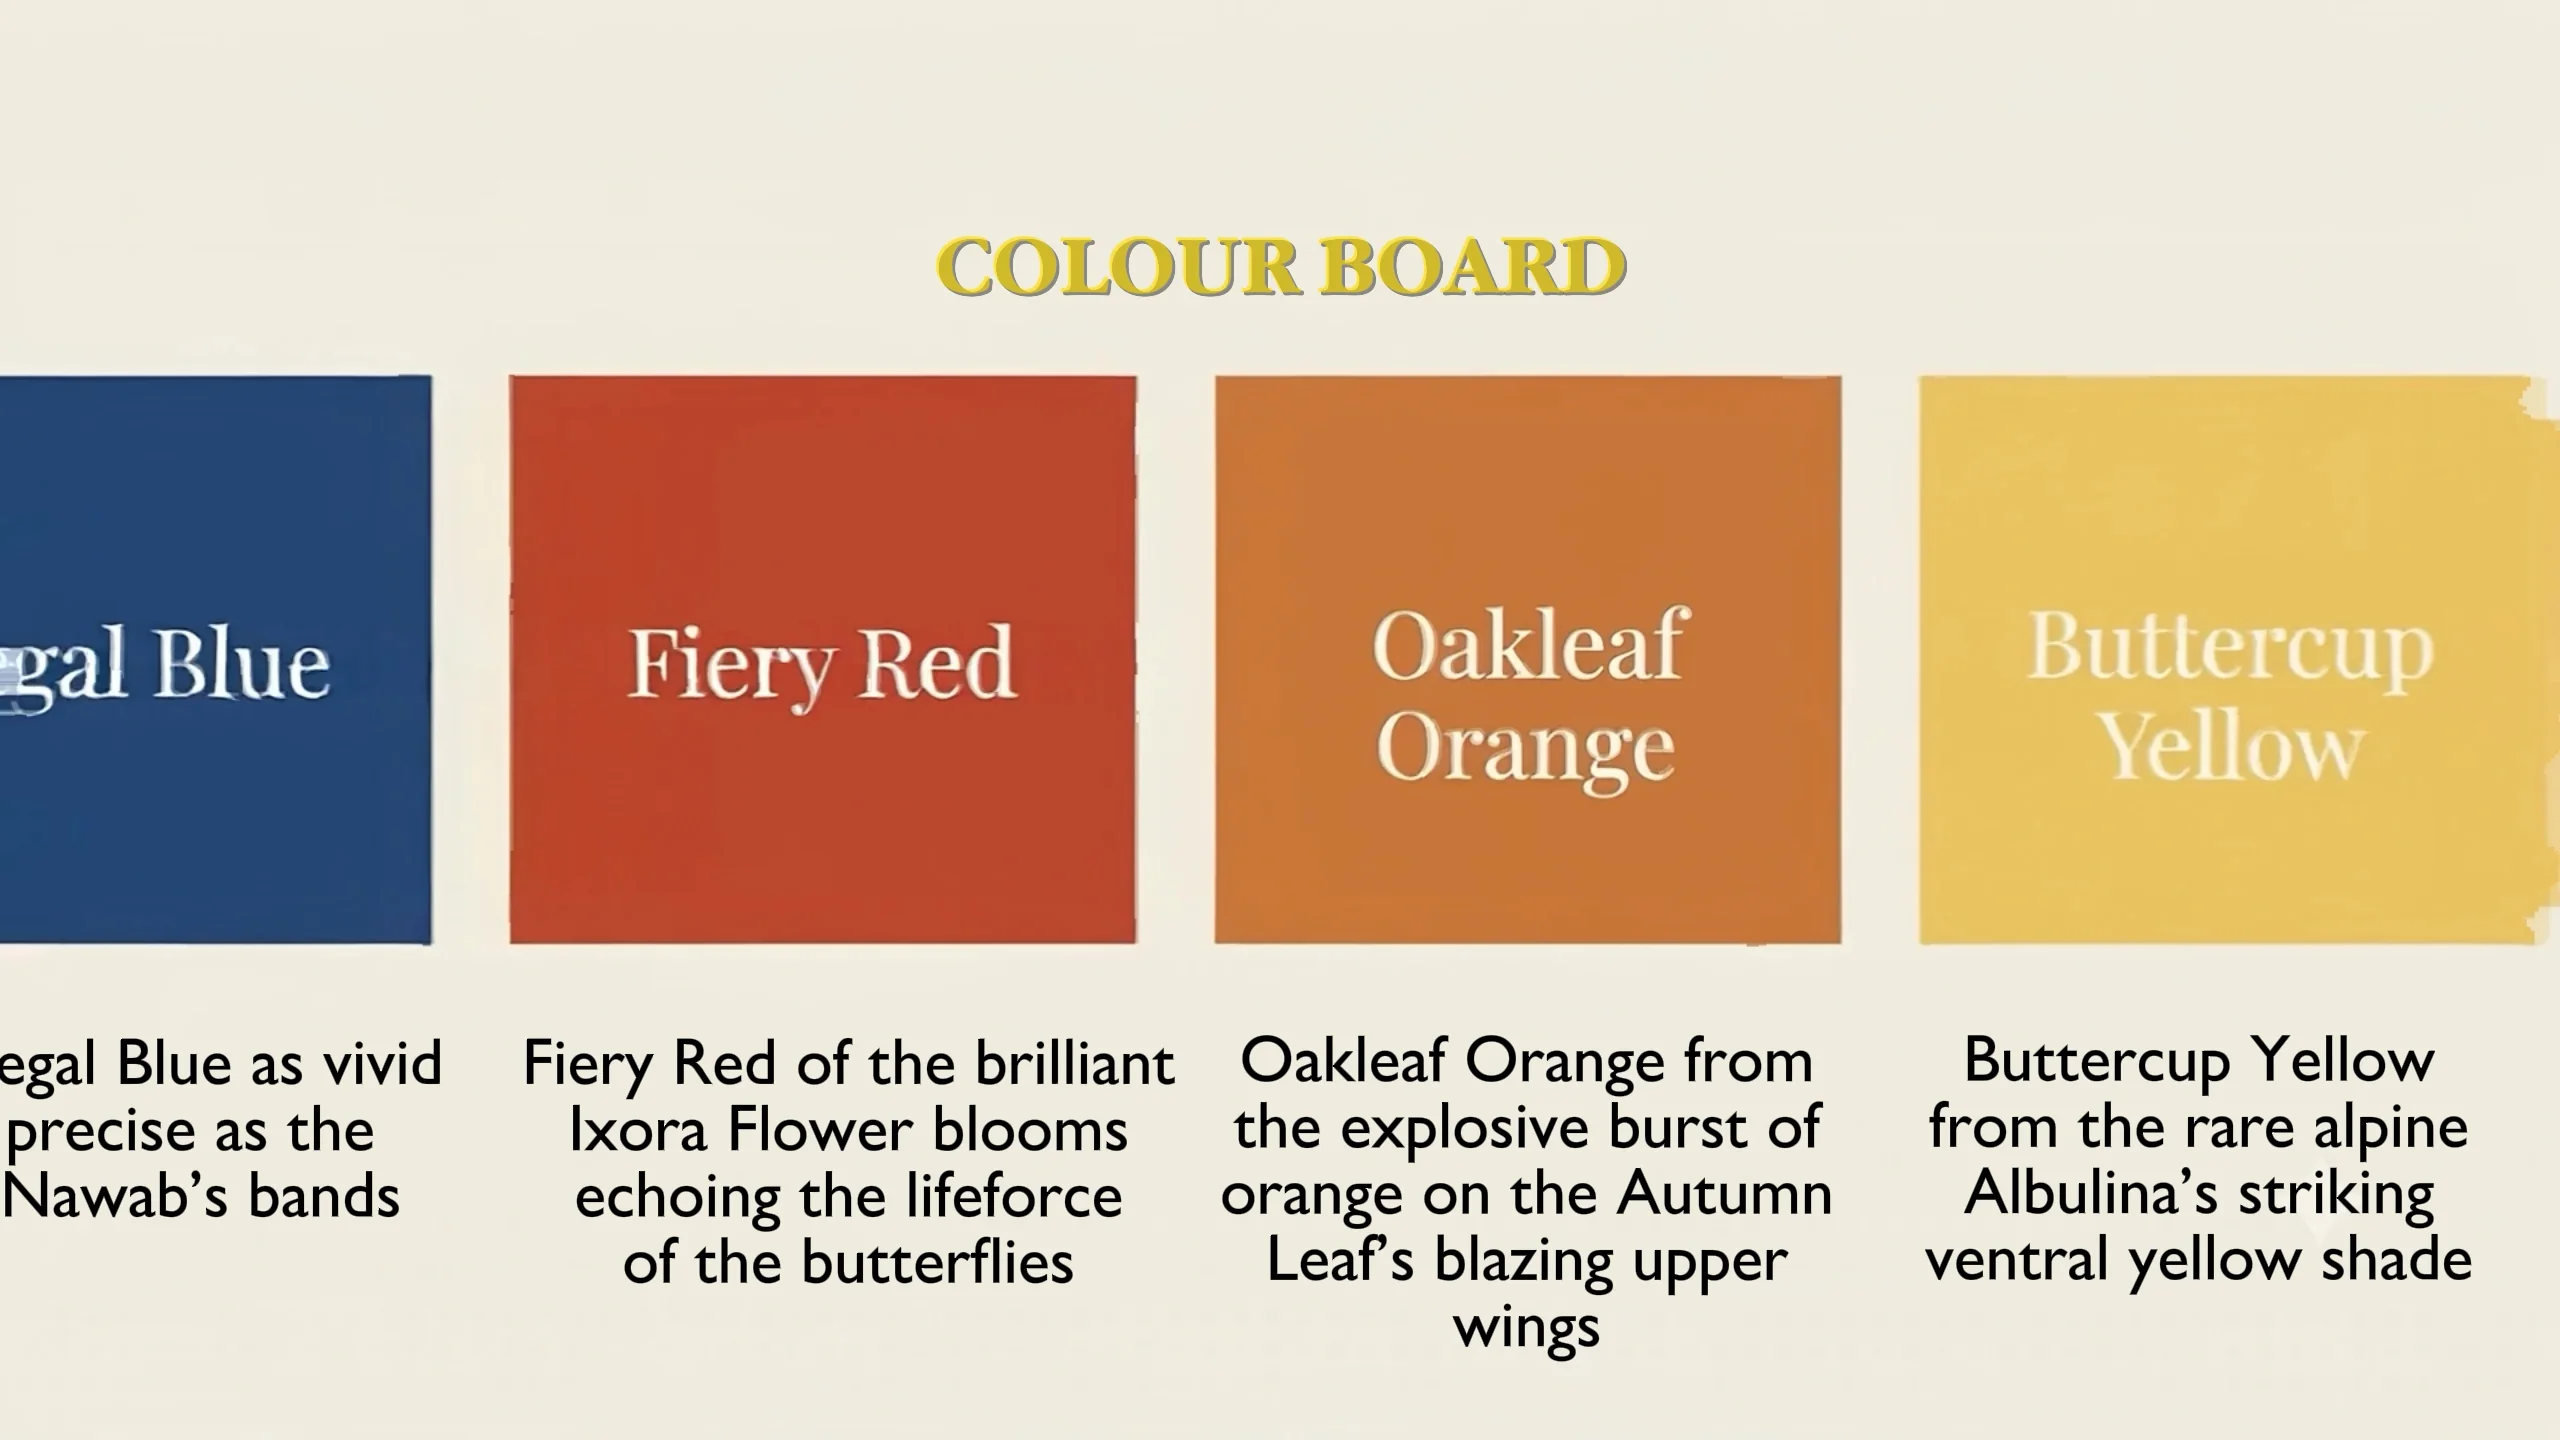 COLOUR BOARD
egal Blue
Fiery Red
Oakleaf
Orange
Buttercup
Yellow
egal Blue as vivid
precise as the
Nawab’s bands
Fiery Red of the brilliant
Ixora Flower blooms
echoing the lifeforce
of the butterflies
Oakleaf Orange from
the explosive burst of
orange on the Autumn
Leaf’s blazing upper
wings
Buttercup Yellow
from the rare alpine
Albulina’s striking
ventral yellow shade